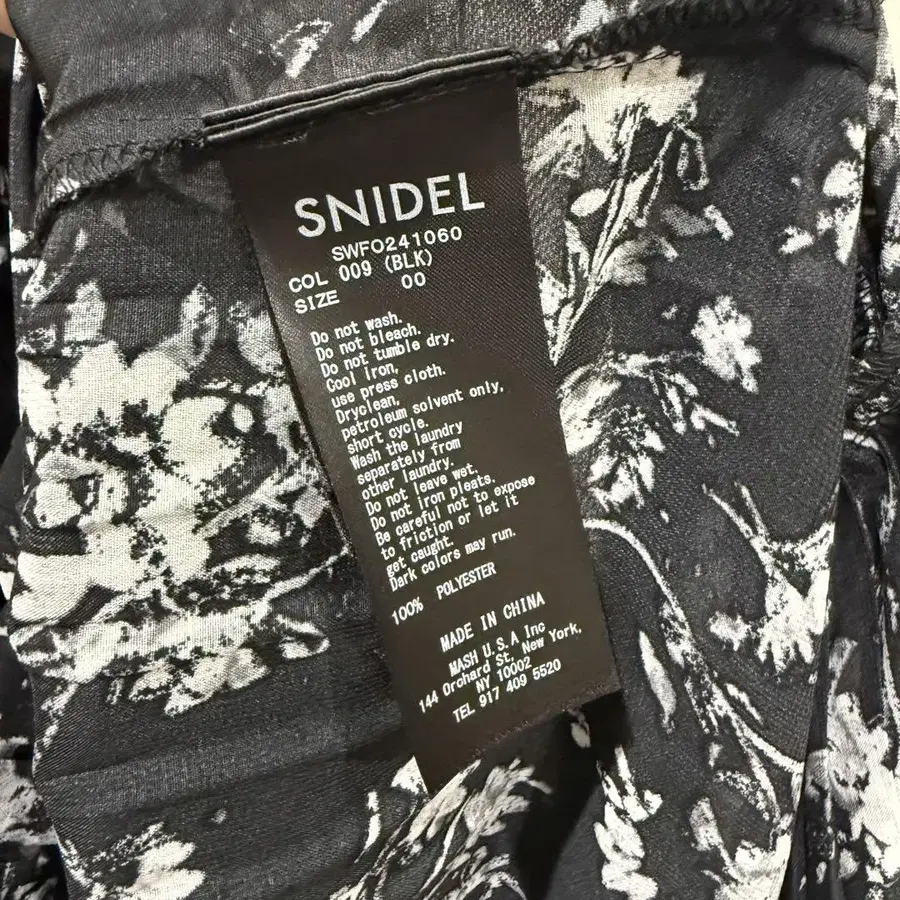 SNIDEL
SWFO241060
COL 009 (BLK)
SIZE 00
Do not wash.
Do not bleach.
Do not tumble dry.
Cool iron,
use press cloth.
Dryclean,
petroleum solvent only,
short cycle.
Wash the laundry
separately from
other laundry.
Do not leave wet.
Do not iron pleats.
Be careful not to expose
to friction or let it
get caught.
Dark colors may run.
100% POLYESTER
MADE IN CHINA
MASH U.S.A Inc
144 Orchard St, New York,
NY 10002
TEL 917 409 5520